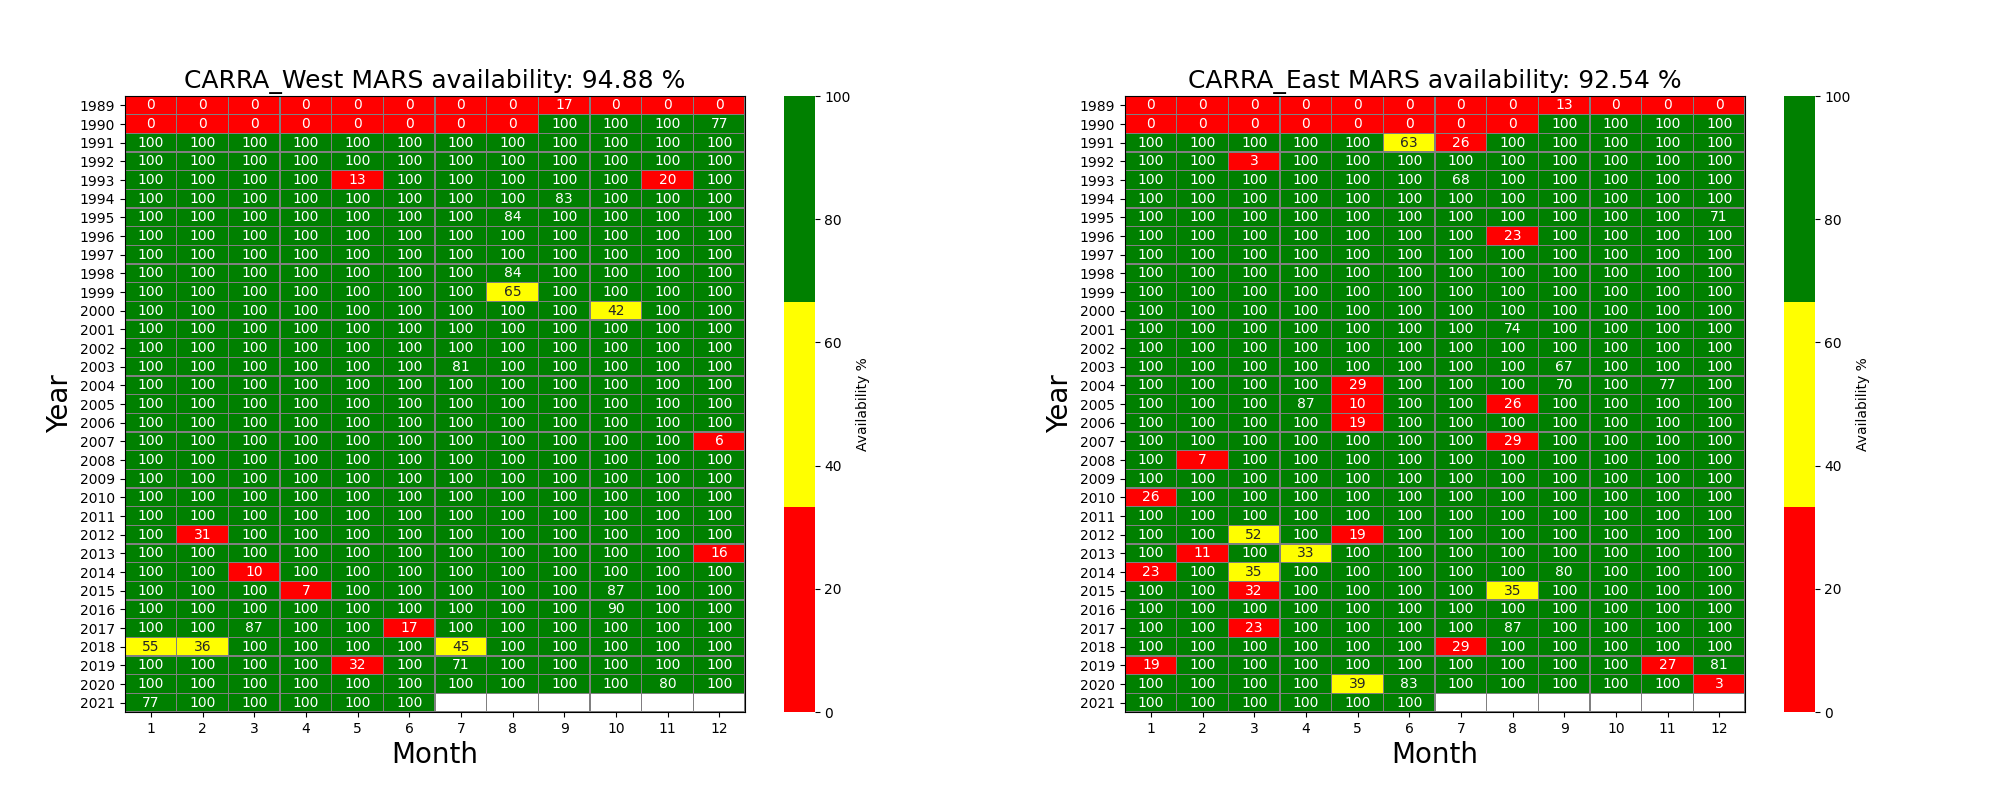 CARRA_West MARS availability: 94.88 %
1989 0 0 0 0 0 0 0 0 17 0 0 0
1990 0 0 0 0 0 0 0 0 100 100 100 77
1991 100 100 100 100 100 100 100 100 100 100 100 100
1992 100 100 100 100 100 100 100 100 100 100 100 100
1993 100 100 100 100 13 100 100 100 100 100 20 100
1994 100 100 100 100 100 100 100 100 83 100 100 100
1995 100 100 100 100 100 100 100 84 100 100 100 100
1996 100 100 100 100 100 100 100 100 100 100 100 100
1997 100 100 100 100 100 100 100 100 100 100 100 100
1998 100 100 100 100 100 100 100 84 100 100 100 100
1999 100 100 100 100 100 100 100 65 100 100 100 100
2000 100 100 100 100 100 100 100 100 100 42 100 100
2001 100 100 100 100 100 100 100 100 100 100 100 100
2002 100 100 100 100 100 100 100 100 100 100 100 100
2003 100 100 100 100 100 100 81 100 100 100 100 100
2004 100 100 100 100 100 100 100 100 100 100 100 100
2005 100 100 100 100 100 100 100 100 100 100 100 100
2006 100 100 100 100 100 100 100 100 100 100 100 100
2007 100 100 100 100 100 100 100 100 100 100 100 6
2008 100 100 100 100 100 100 100 100 100 100 100 100
2009 100 100 100 100 100 100 100 100 100 100 100 100
2010 100 100 100 100 100 100 100 100 100 100 100 100
2011 100 100 100 100 100 100 100 100 100 100 100 100
2012 100 31 100 100 100 100 100 100 100 100 100 100
2013 100 100 100 100 100 100 100 100 100 100 100 16
2014 100 100 10 100 100 100 100 100 100 100 100 100
2015 100 100 100 7 100 100 100 100 100 87 100 100
2016 100 100 100 100 100 100 100 100 100 90 100 100
2017 100 100 87 100 100 17 100 100 100 100 100 100
2018 55 36 100 100 100 100 45 100 100 100 100 100
2019 100 100 100 100 32 100 71 100 100 100 100 100
2020 100 100 100 100 100 100 100 100 100 100 80 100
2021 77 100 100 100 100 100
1 2 3 4 5 6 7 8 9 10 11 12
Month
Year
100
80
60
40
20
0
Availability %
CARRA_East MARS availability: 92.54 %
1989 0 0 0 0 0 0 0 0 13 0 0 0
1990 0 0 0 0 0 0 0 0 100 100 100 100
1991 100 100 100 100 100 63 26 100 100 100 100 100
1992 100 100 3 100 100 100 100 100 100 100 100 100
1993 100 100 100 100 100 100 68 100 100 100 100 100
1994 100 100 100 100 100 100 100 100 100 100 100 100
1995 100 100 100 100 100 100 100 100 100 100 100 71
1996 100 100 100 100 100 100 100 23 100 100 100 100
1997 100 100 100 100 100 100 100 100 100 100 100 100
1998 100 100 100 100 100 100 100 100 100 100 100 100
1999 100 100 100 100 100 100 100 100 100 100 100 100
2000 100 100 100 100 100 100 100 100 100 100 100 100
2001 100 100 100 100 100 100 100 74 100 100 100 100
2002 100 100 100 100 100 100 100 100 100 100 100 100
2003 100 100 100 100 100 100 100 100 67 100 100 100
2004 100 100 100 100 29 100 100 100 70 100 77 100
2005 100 100 100 87 10 100 100 26 100 100 100 100
2006 100 100 100 100 19 100 100 100 100 100 100 100
2007 100 100 100 100 100 100 100 29 100 100 100 100
2008 100 7 100 100 100 100 100 100 100 100 100 100
2009 100 100 100 100 100 100 100 100 100 100 100 100
2010 26 100 100 100 100 100 100 100 100 100 100 100
2011 100 100 100 100 100 100 100 100 100 100 100 100
2012 100 100 52 100 19 100 100 100 100 100 100 100
2013 100 11 100 33 100 100 100 100 100 100 100 100
2014 23 100 35 100 100 100 100 100 80 100 100 100
2015 100 100 32 100 100 100 100 35 100 100 100 100
2016 100 100 100 100 100 100 100 100 100 100 100 100
2017 100 100 23 100 100 100 100 87 100 100 100 100
2018 100 100 100 100 100 100 29 100 100 100 100 100
2019 19 100 100 100 100 100 100 100 100 100 27 81
2020 100 100 100 100 39 83 100 100 100 100 100 3
2021 100 100 100 100 100 100
1 2 3 4 5 6 7 8 9 10 11 12
Month
Year
100
80
60
40
20
0
Availability %